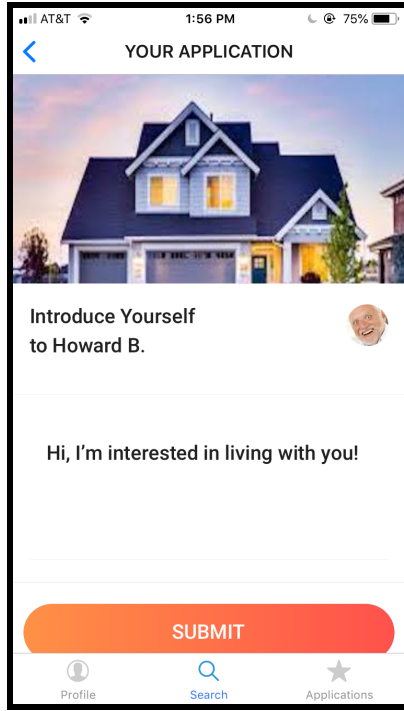 AT&T 1:56 PM 75%
YOUR APPLICATION
Introduce Yourself
to Howard B.
Hi, I’m interested in living with you!
SUBMIT
Profile Search Applications